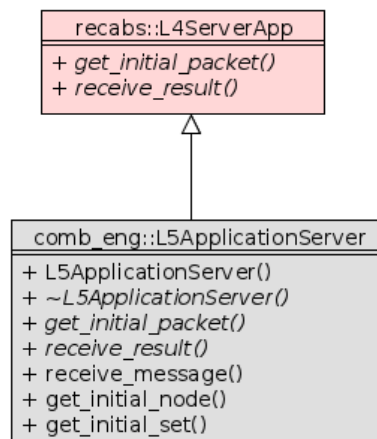 recabs::L4ServerApp
+ get_initial_packet()
+ receive_result()
comb_eng::L5ApplicationServer
+ L5ApplicationServer()
+ ~L5ApplicationServer()
+ get_initial_packet()
+ receive_result()
+ receive_message()
+ get_initial_node()
+ get_initial_set()